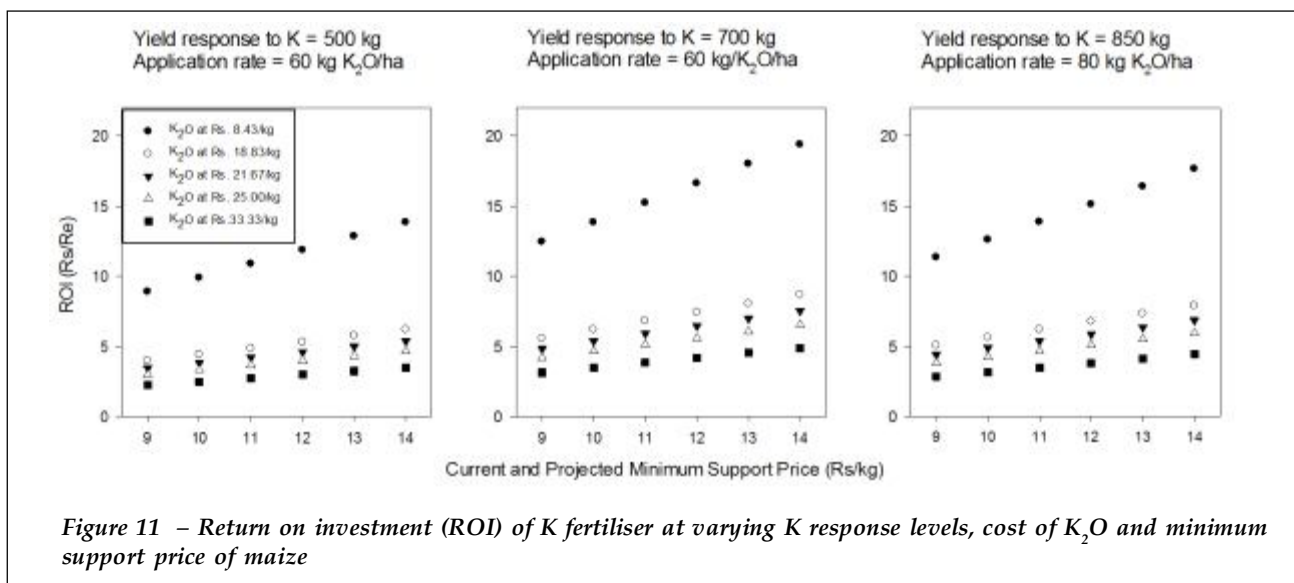 Yield response to K = 500 kg
Application rate = 60 kg K₂O/ha
Yield response to K = 700 kg
Application rate = 60 kg/K₂O/ha
Yield response to K = 850 kg
Application rate = 80 kg K₂O/ha
ROI (Rs/Re)
20
15
10
5
0
K₂O at Rs. 8.43/kg
K₂O at Rs. 18.83/kg
K₂O at Rs. 21.67/kg
K₂O at Rs. 25.00/kg
K₂O at Rs.33.33/kg
9 10 11 12 13 14
20
15
10
5
0
9 10 11 12 13 14
20
15
10
5
0
9 10 11 12 13 14
Current and Projected Minimum Support Price (Rs/kg)
Figure 11 – Return on investment (ROI) of K fertiliser at varying K response levels, cost of K₂O and minimum
support price of maize